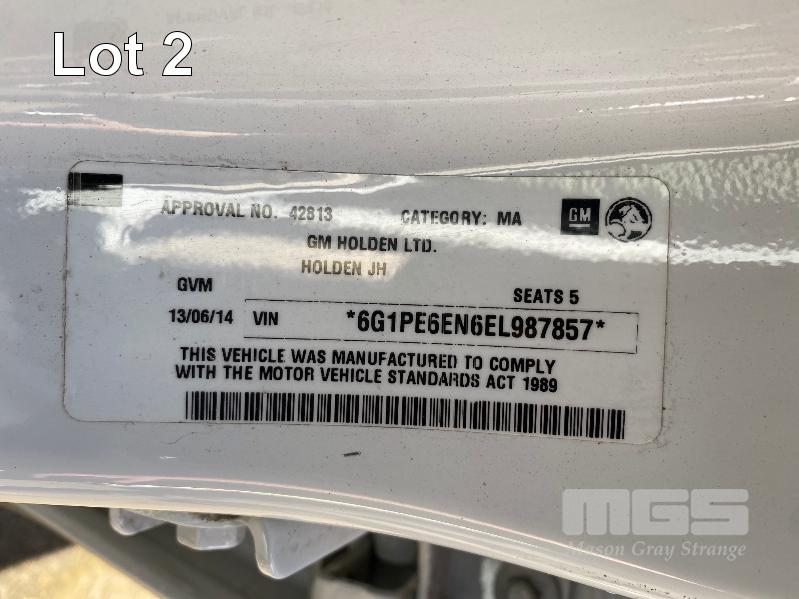 Lot 2
APPROVAL NO. 42813 CATEGORY: MA GM
GM HOLDEN LTD.
HOLDEN JH
GVM SEATS 5
13/06/14 VIN *6G1PE6EN6EL987857*
THIS VEHICLE WAS MANUFACTURED TO COMPLY
WITH THE MOTOR VEHICLE STANDARDS ACT 1989
MGS
Mason Gray Strange